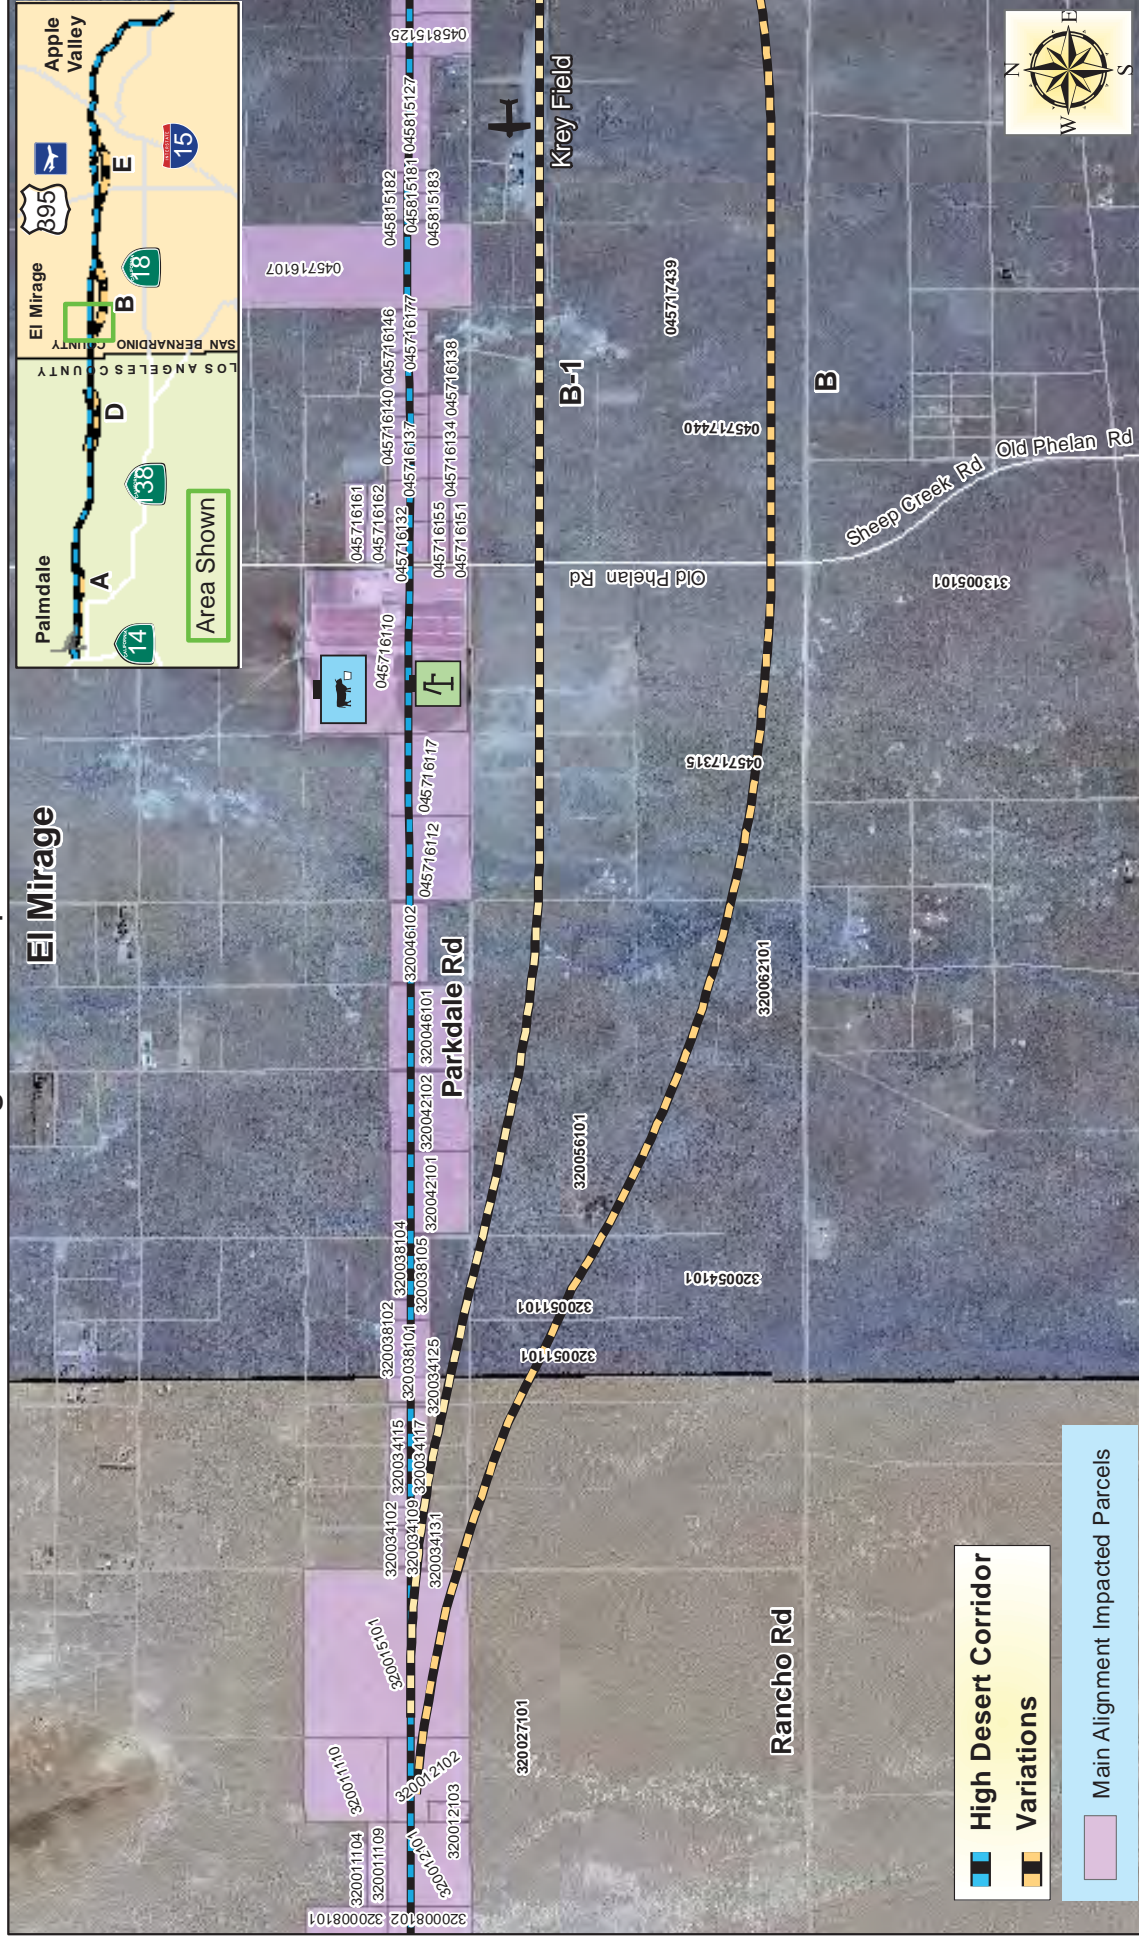 El Mirage
Palmdale
El Mirage
Apple
Valley
395
15
18
138
14
A
D
B
E
LOS ANGELES COUNTY
SAN BERNARDINO COUNTY
Area Shown
N
E
S
W
320008101
320008102
320011104
320011109
320011110
320012101
320012102
320012103
320015101
320034102
320034109
320034131
320034115
320034117
320034125
320038102
320038101
320038104
320038105
320042101
320042102
320046101
320046102
Parkdale Rd
045716112
045716117
045716110
045716161
045716162
045716132
045716155
045716151
045716140
045716137
045716134
045716146
045716177
045716138
045716107
045815182
045815181
045815183
045815127
045815125
Krey Field
B-1
B
045717439
045717440
045717315
Old Phelan Rd
Sheep Creek Rd
Old Phelan Rd
313005101
320062101
320056101
320054101
320051101
320051101
320027101
Rancho Rd
High Desert Corridor
Variations
Main Alignment Impacted Parcels